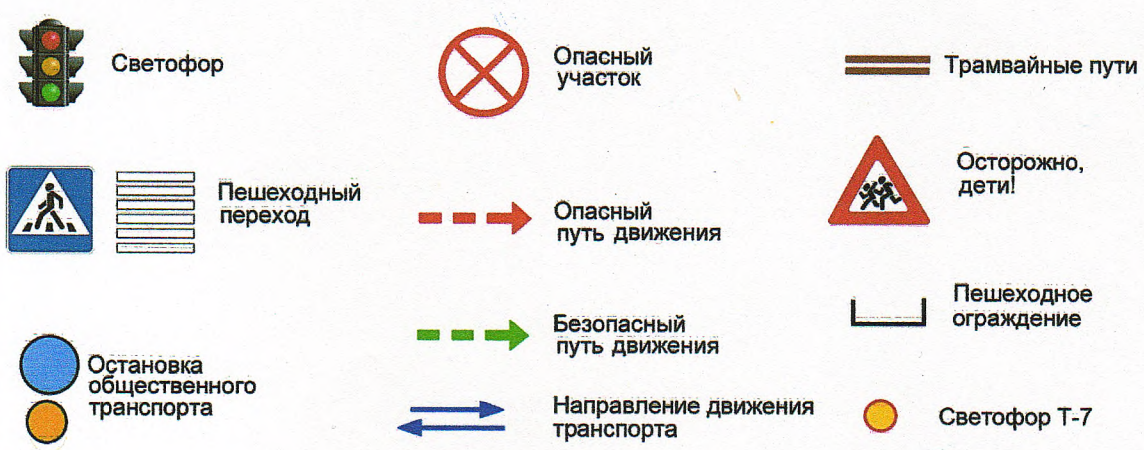 Светофор
Пешеходный
переход
Остановка
общественного
транспорта
Опасный
участок
Опасный
путь движения
Безопасный
путь движения
Направление движения
транспорта
Трамвайные пути
Осторожно,
дети!
Пешеходное
ограждение
Светофор Т-7